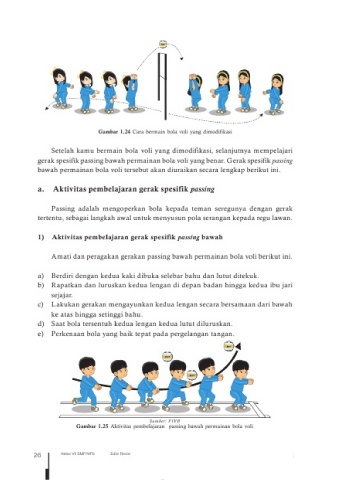 Gambar 1.24 Cara bermain bola voli yang dimodifikasi
Setelah kamu bermain bola voli yang dimodifikasi, selanjutnya mempelajari
gerak spesifik passing bawah permainan bola voli yang benar. Gerak spesifik passing
bawah permainan bola voli tersebut akan diuraikan secara lengkap berikut ini.
a. Aktivitas pembelajaran gerak spesifik passing
Passing adalah mengoperkan bola kepada teman seregunya dengan gerak
tertentu, sebagai langkah awal untuk menyusun pola serangan kepada regu lawan.
1) Aktivitas pembelajaran gerak spesifik passing bawah
Amati dan peragakan gerakan passing bawah permainan bola voli berikut ini.
a) Berdiri dengan kedua kaki dibuka selebar bahu dan lutut ditekuk.
b) Rapatkan dan luruskan kedua lengan di depan badan hingga kedua ibu jari
sejajar.
c) Lakukan gerakan mengayunkan kedua lengan secara bersamaan dari bawah
ke atas hingga setinggi bahu.
d) Saat bola tersentuh kedua lengan kedua lutut diluruskan.
e) Perkenaan bola yang baik tepat pada pergelangan tangan.
Sumber: FIVB
Gambar 1.25 Aktivitas pembelajaran passing bawah permainan bola voli
26 Kelas VII SMP/MTs Edisi Revisi